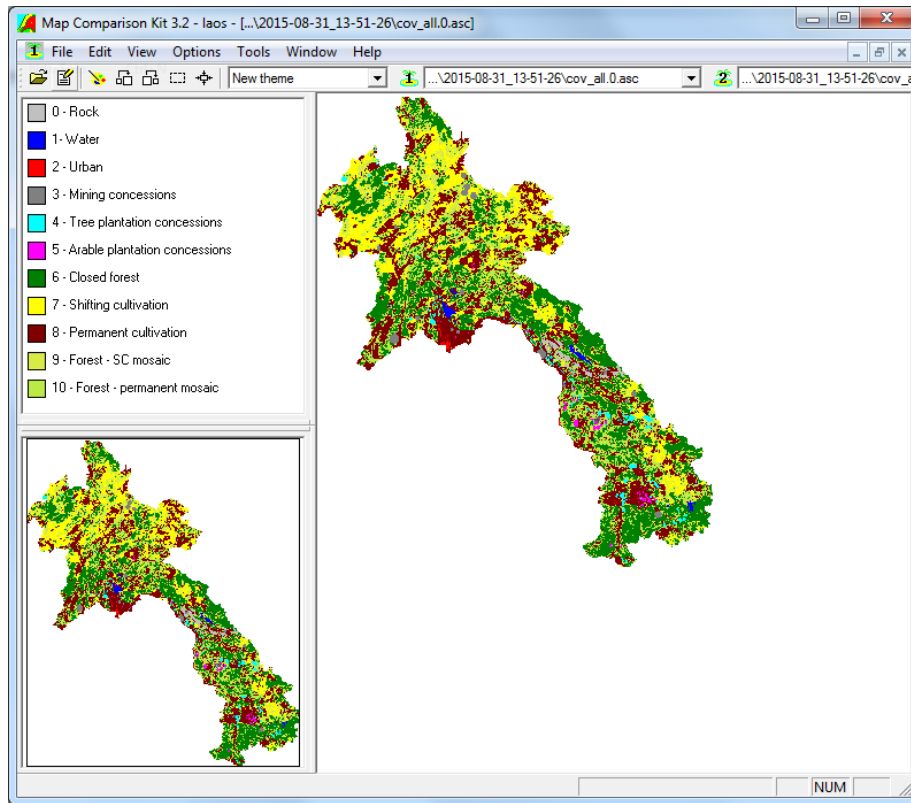 Map Comparison Kit 3.2 - laos - [...\2015-08-31_13-51-26\cov_all.0.asc]
1 File Edit View Options Tools Window Help
New theme 1 ...\2015-08-31_13-51-26\cov_all.0.asc 2 ...\2015-08-31_13-51-26\cov_a
0 - Rock
1- Water
2 - Urban
3 - Mining concessions
4 - Tree plantation concessions
5 - Arable plantation concessions
6 - Closed forest
7 - Shifting cultivation
8 - Permanent cultivation
9 - Forest - SC mosaic
10 - Forest - permanent mosaic
NUM